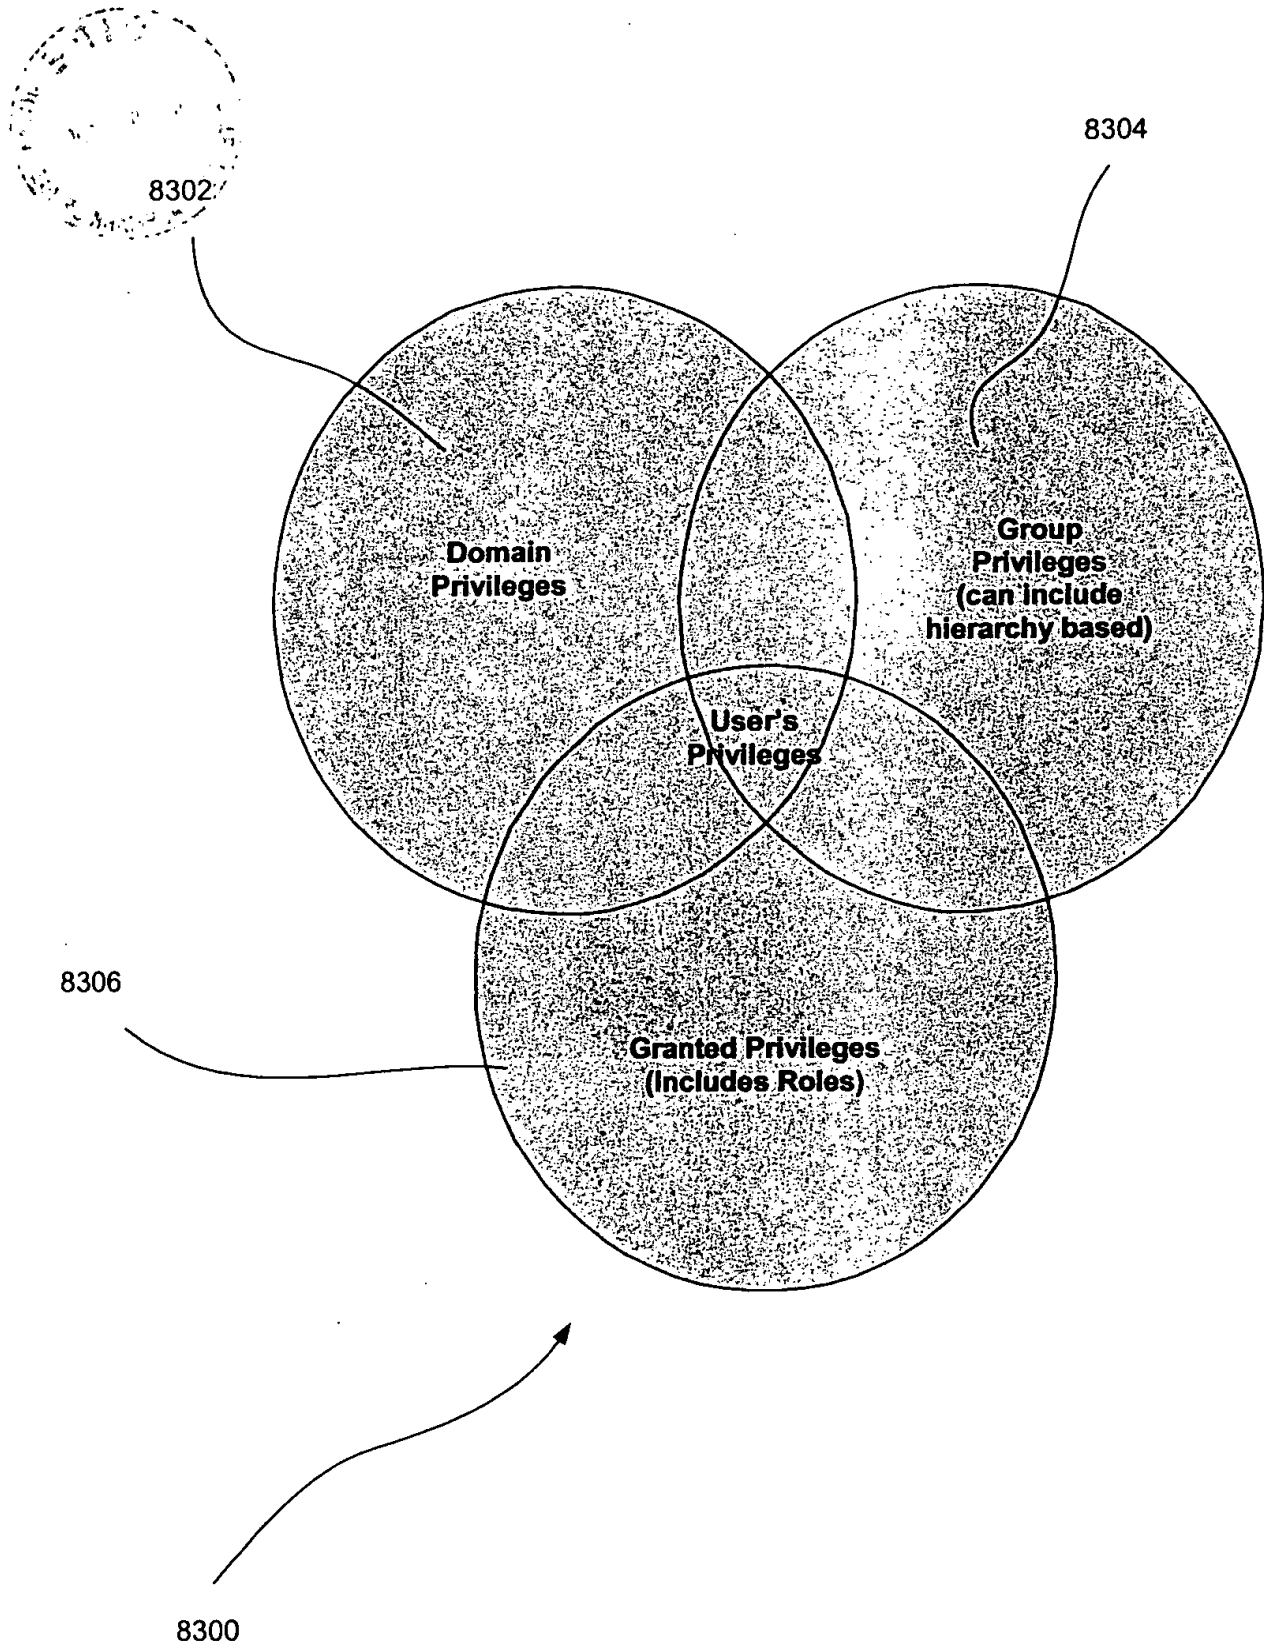 8302
8304
Domain
Privileges
Group
Privileges
(can include
hierarchy based)
User's
Privileges
8306
Granted Privileges
(Includes Roles)
8300